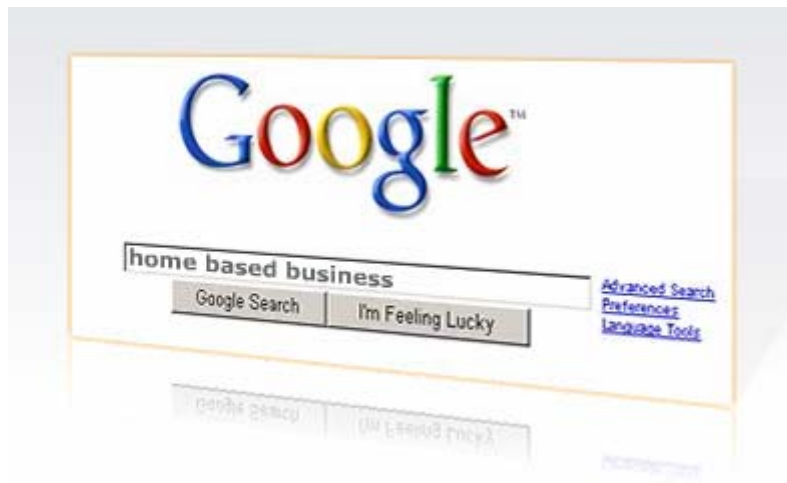 Google™
home based business
Google Search
I'm Feeling Lucky
Advanced Search
Preferences
Language Tools